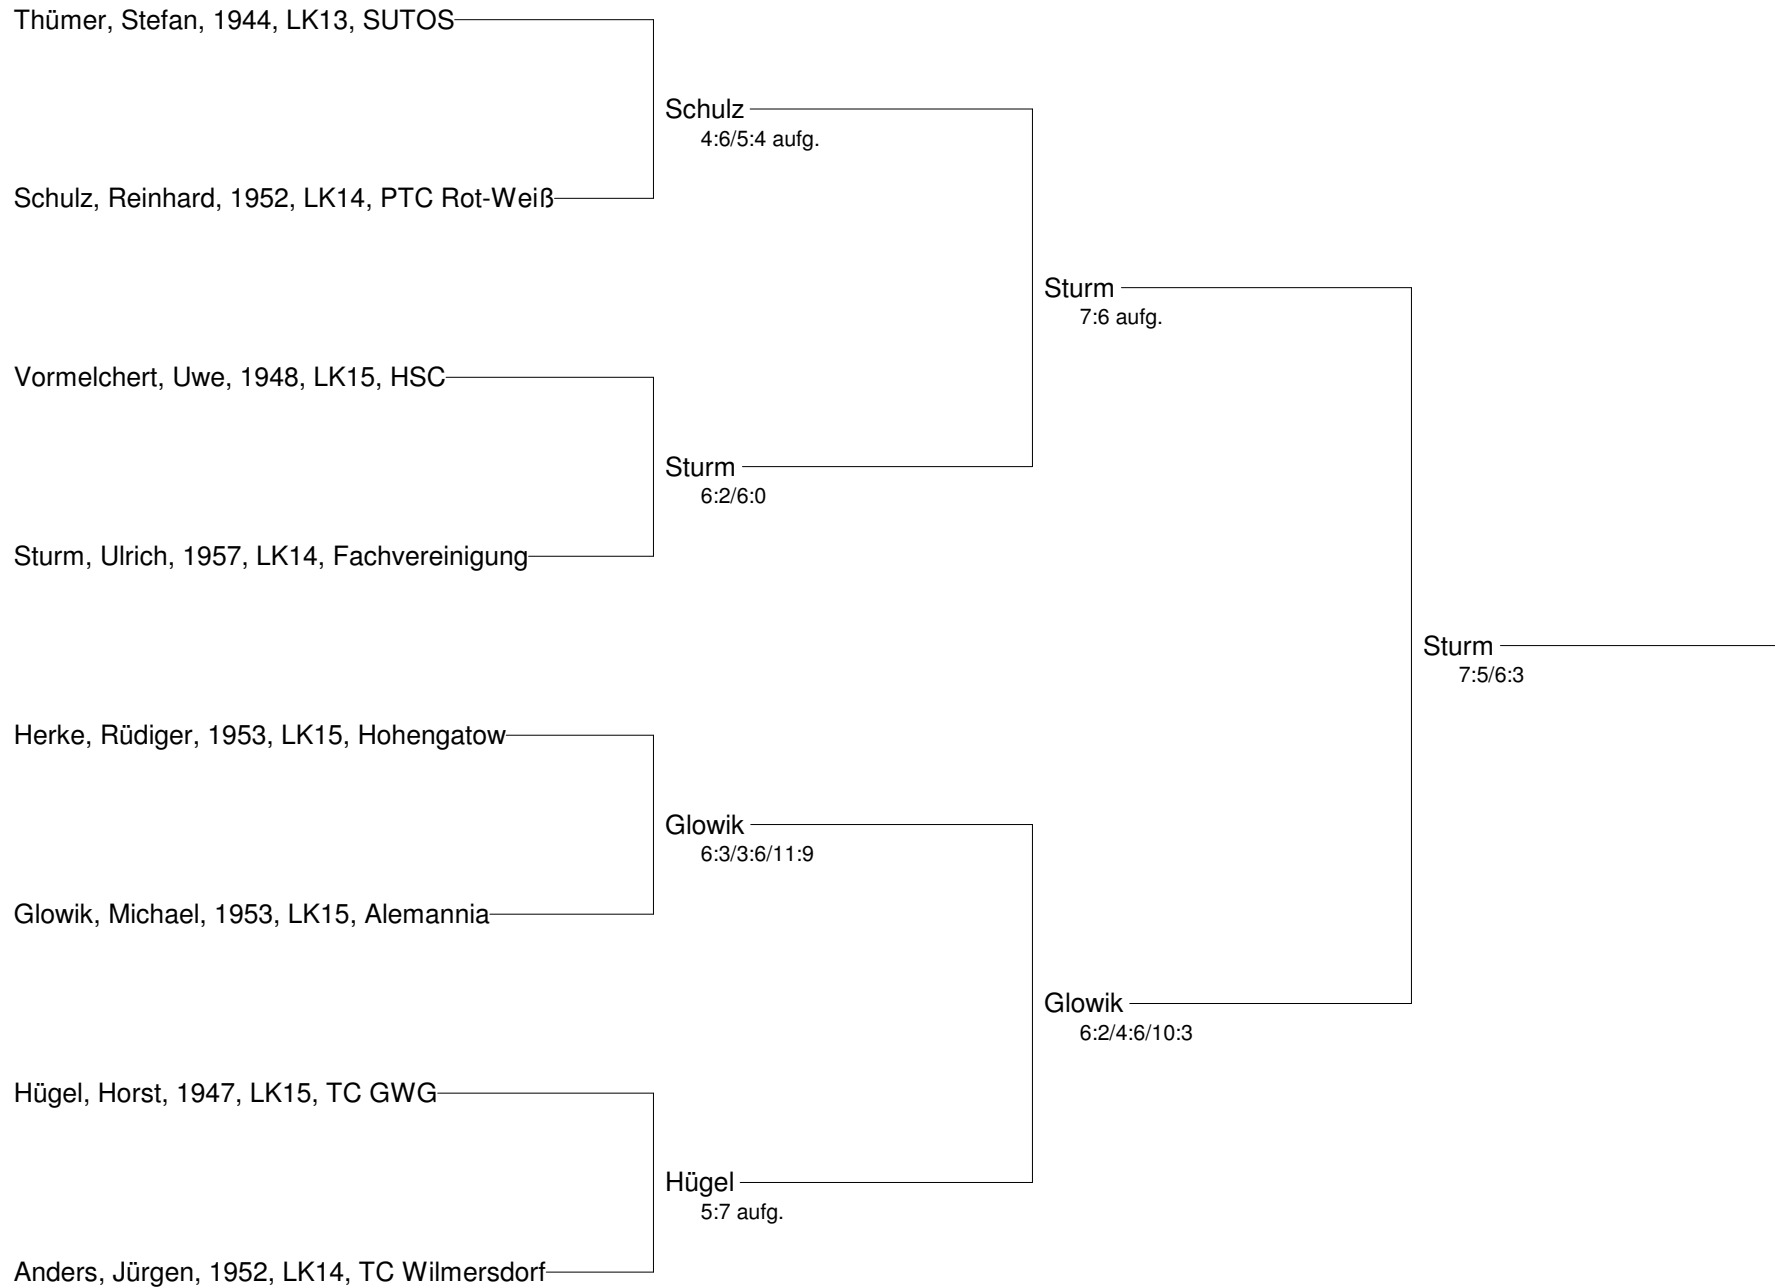 Thümer, Stefan, 1944, LK13, SUTOS
Schulz
4:6/5:4 aufg.
Schulz, Reinhard, 1952, LK14, PTC Rot-Weiß
Sturm
7:6 aufg.
Vormelchert, Uwe, 1948, LK15, HSC
Sturm
6:2/6:0
Sturm, Ulrich, 1957, LK14, Fachvereinigung
Sturm
7:5/6:3
Herke, Rüdiger, 1953, LK15, Hohengatow
Glowik
6:3/3:6/11:9
Glowik, Michael, 1953, LK15, Alemannia
Glowik
6:2/4:6/10:3
Hügel, Horst, 1947, LK15, TC GWG
Hügel
5:7 aufg.
Anders, Jürgen, 1952, LK14, TC Wilmersdorf